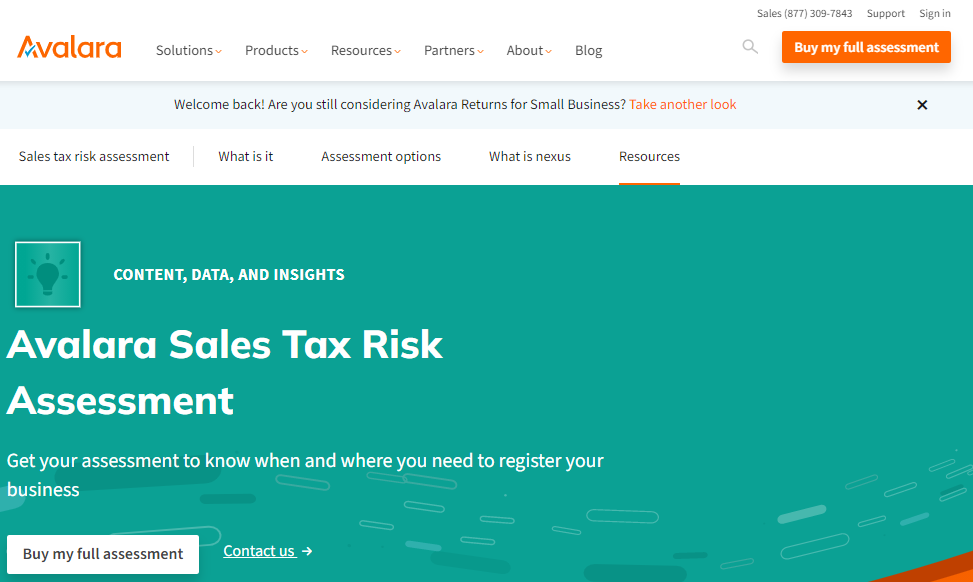 Sales (877) 309-7843 Support Sign in
Avalara Solutions Products Resources Partners About Blog Buy my full assessment
Welcome back! Are you still considering Avalara Returns for Small Business? Take another look
Sales tax risk assessment What is it Assessment options What is nexus Resources
CONTENT, DATA, AND INSIGHTS
Avalara Sales Tax Risk
Assessment
Get your assessment to know when and where you need to register your
business
Buy my full assessment Contact us